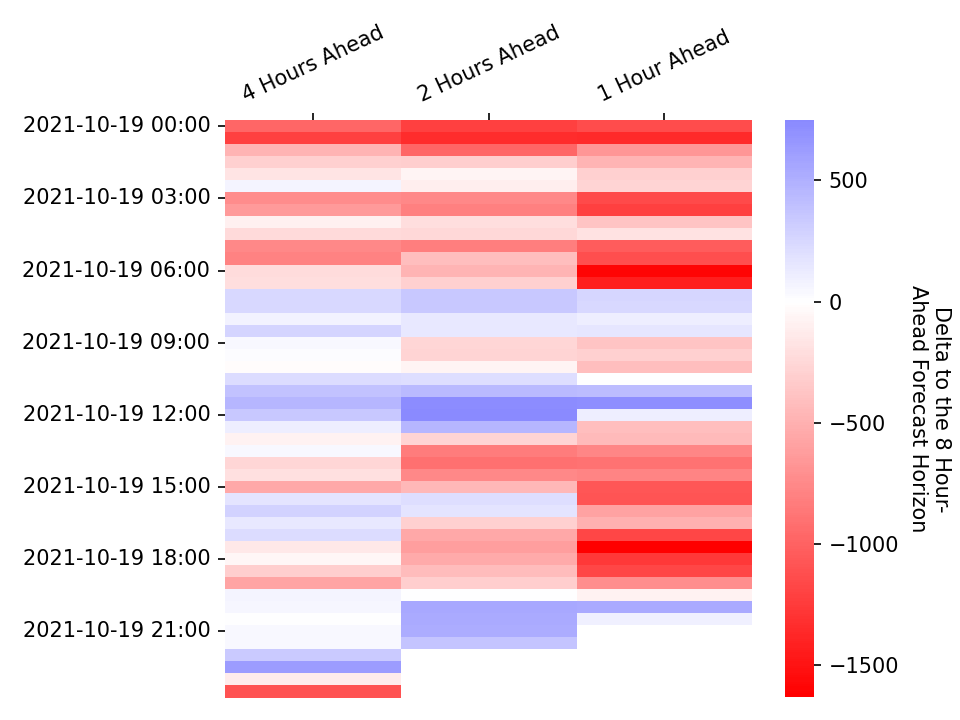 4 Hours Ahead
2 Hours Ahead
1 Hour Ahead
2021-10-19 00:00
2021-10-19 03:00
2021-10-19 06:00
2021-10-19 09:00
2021-10-19 12:00
2021-10-19 15:00
2021-10-19 18:00
2021-10-19 21:00
500
0
−500
−1000
−1500
Delta to the 8 Hour-
Ahead Forecast Horizon